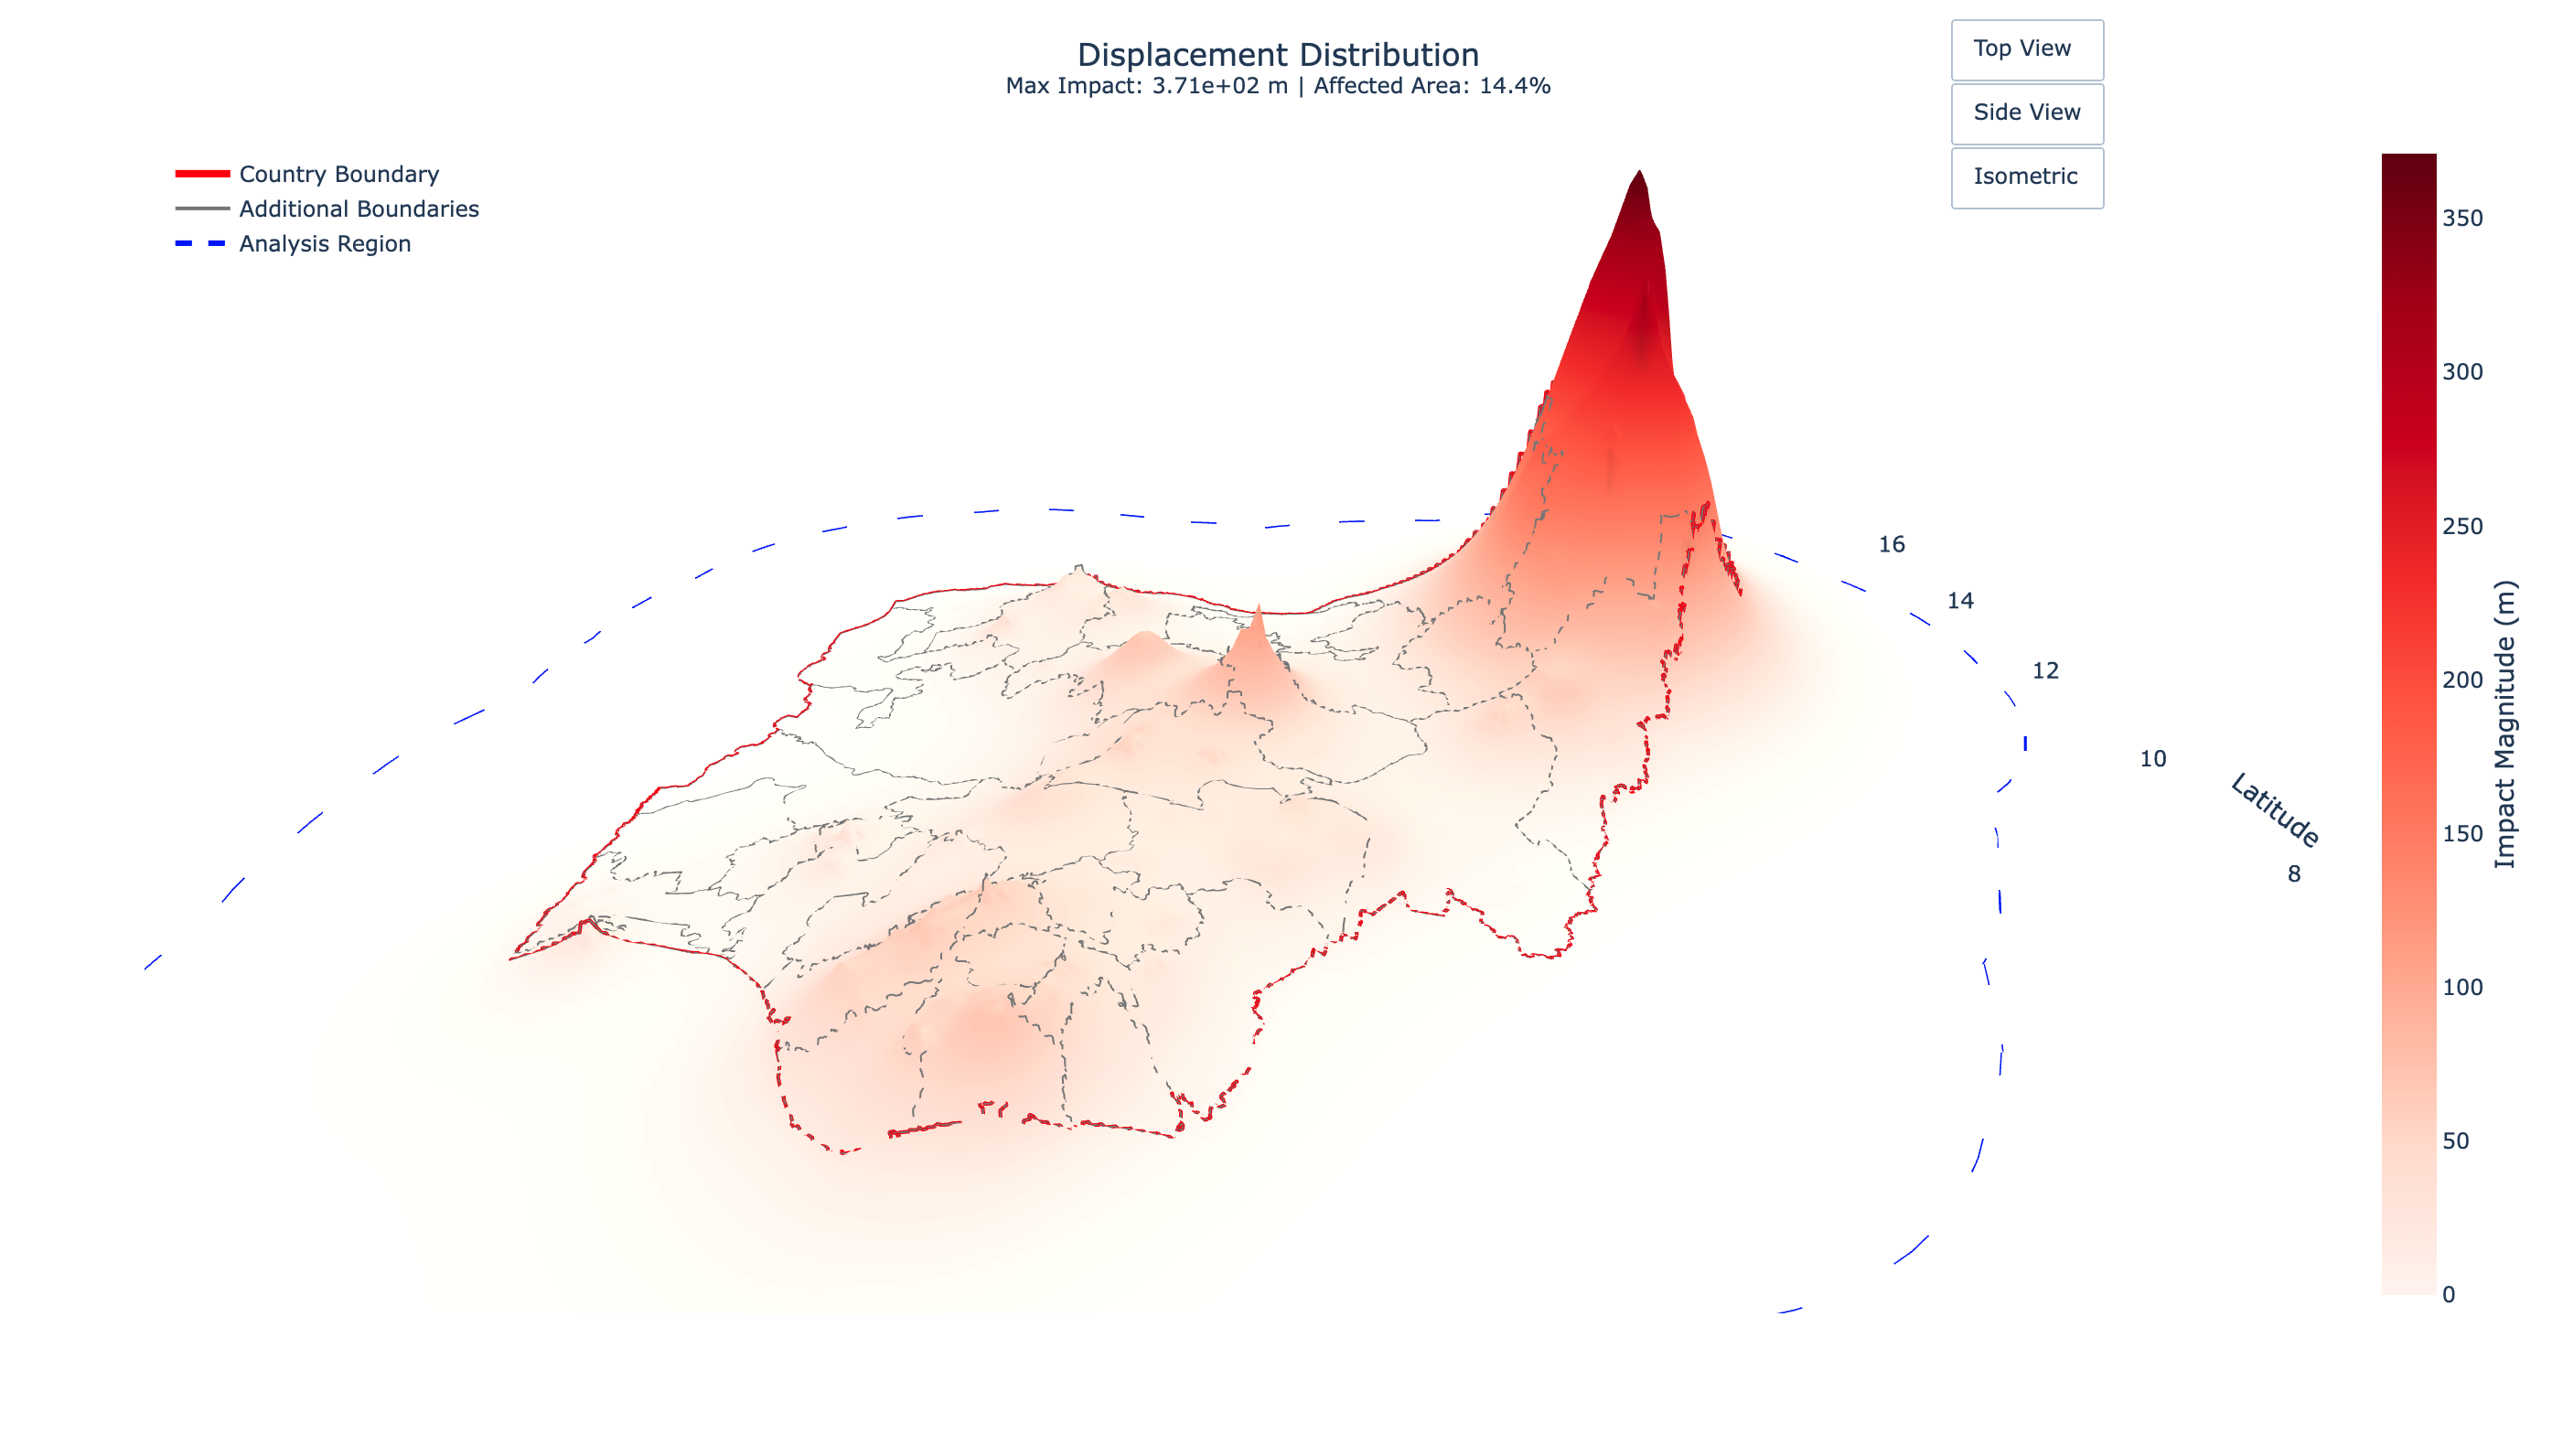 Displacement Distribution
Max Impact: 3.71e+02 m | Affected Area: 14.4%
Top View
Side View
Isometric
Country Boundary
Additional Boundaries
Analysis Region
16
14
12
10
8
Latitude
350
300
250
200
150
100
50
0
Impact Magnitude (m)